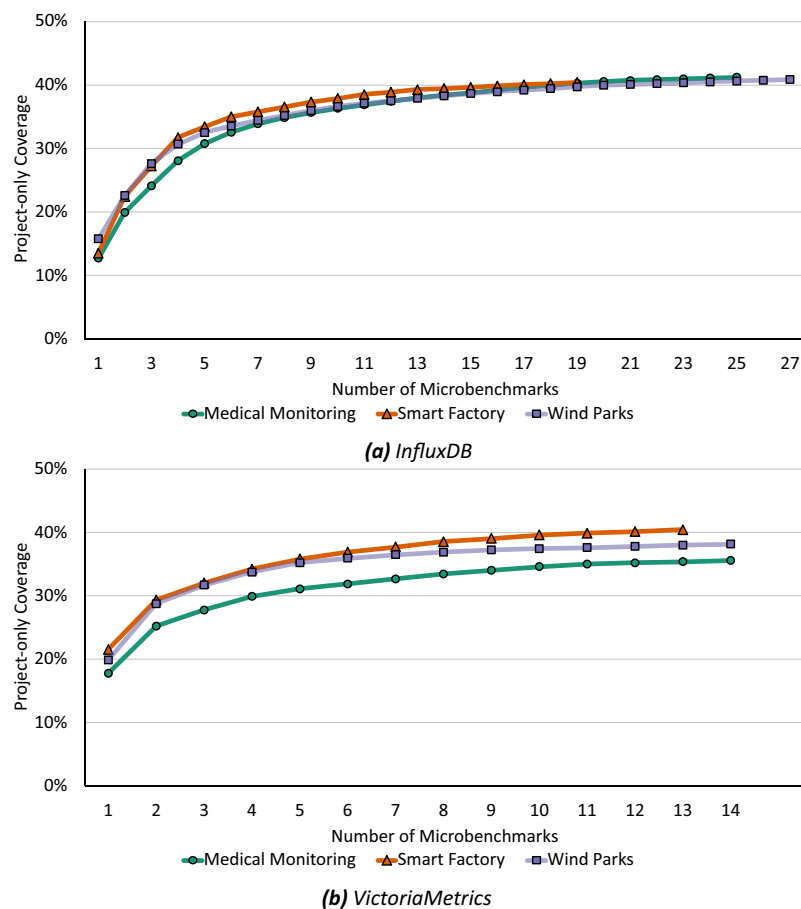 50%
40%
30%
20%
10%
0%
Project-only Coverage
1 3 5 7 9 11 13 15 17 19 21 23 25 27
Number of Microbenchmarks
Medical Monitoring Smart Factory Wind Parks
(a) InfluxDB
50%
40%
30%
20%
10%
0%
Project-only Coverage
1 2 3 4 5 6 7 8 9 10 11 12 13 14
Number of Microbenchmarks
Medical Monitoring Smart Factory Wind Parks
(b) VictoriaMetrics